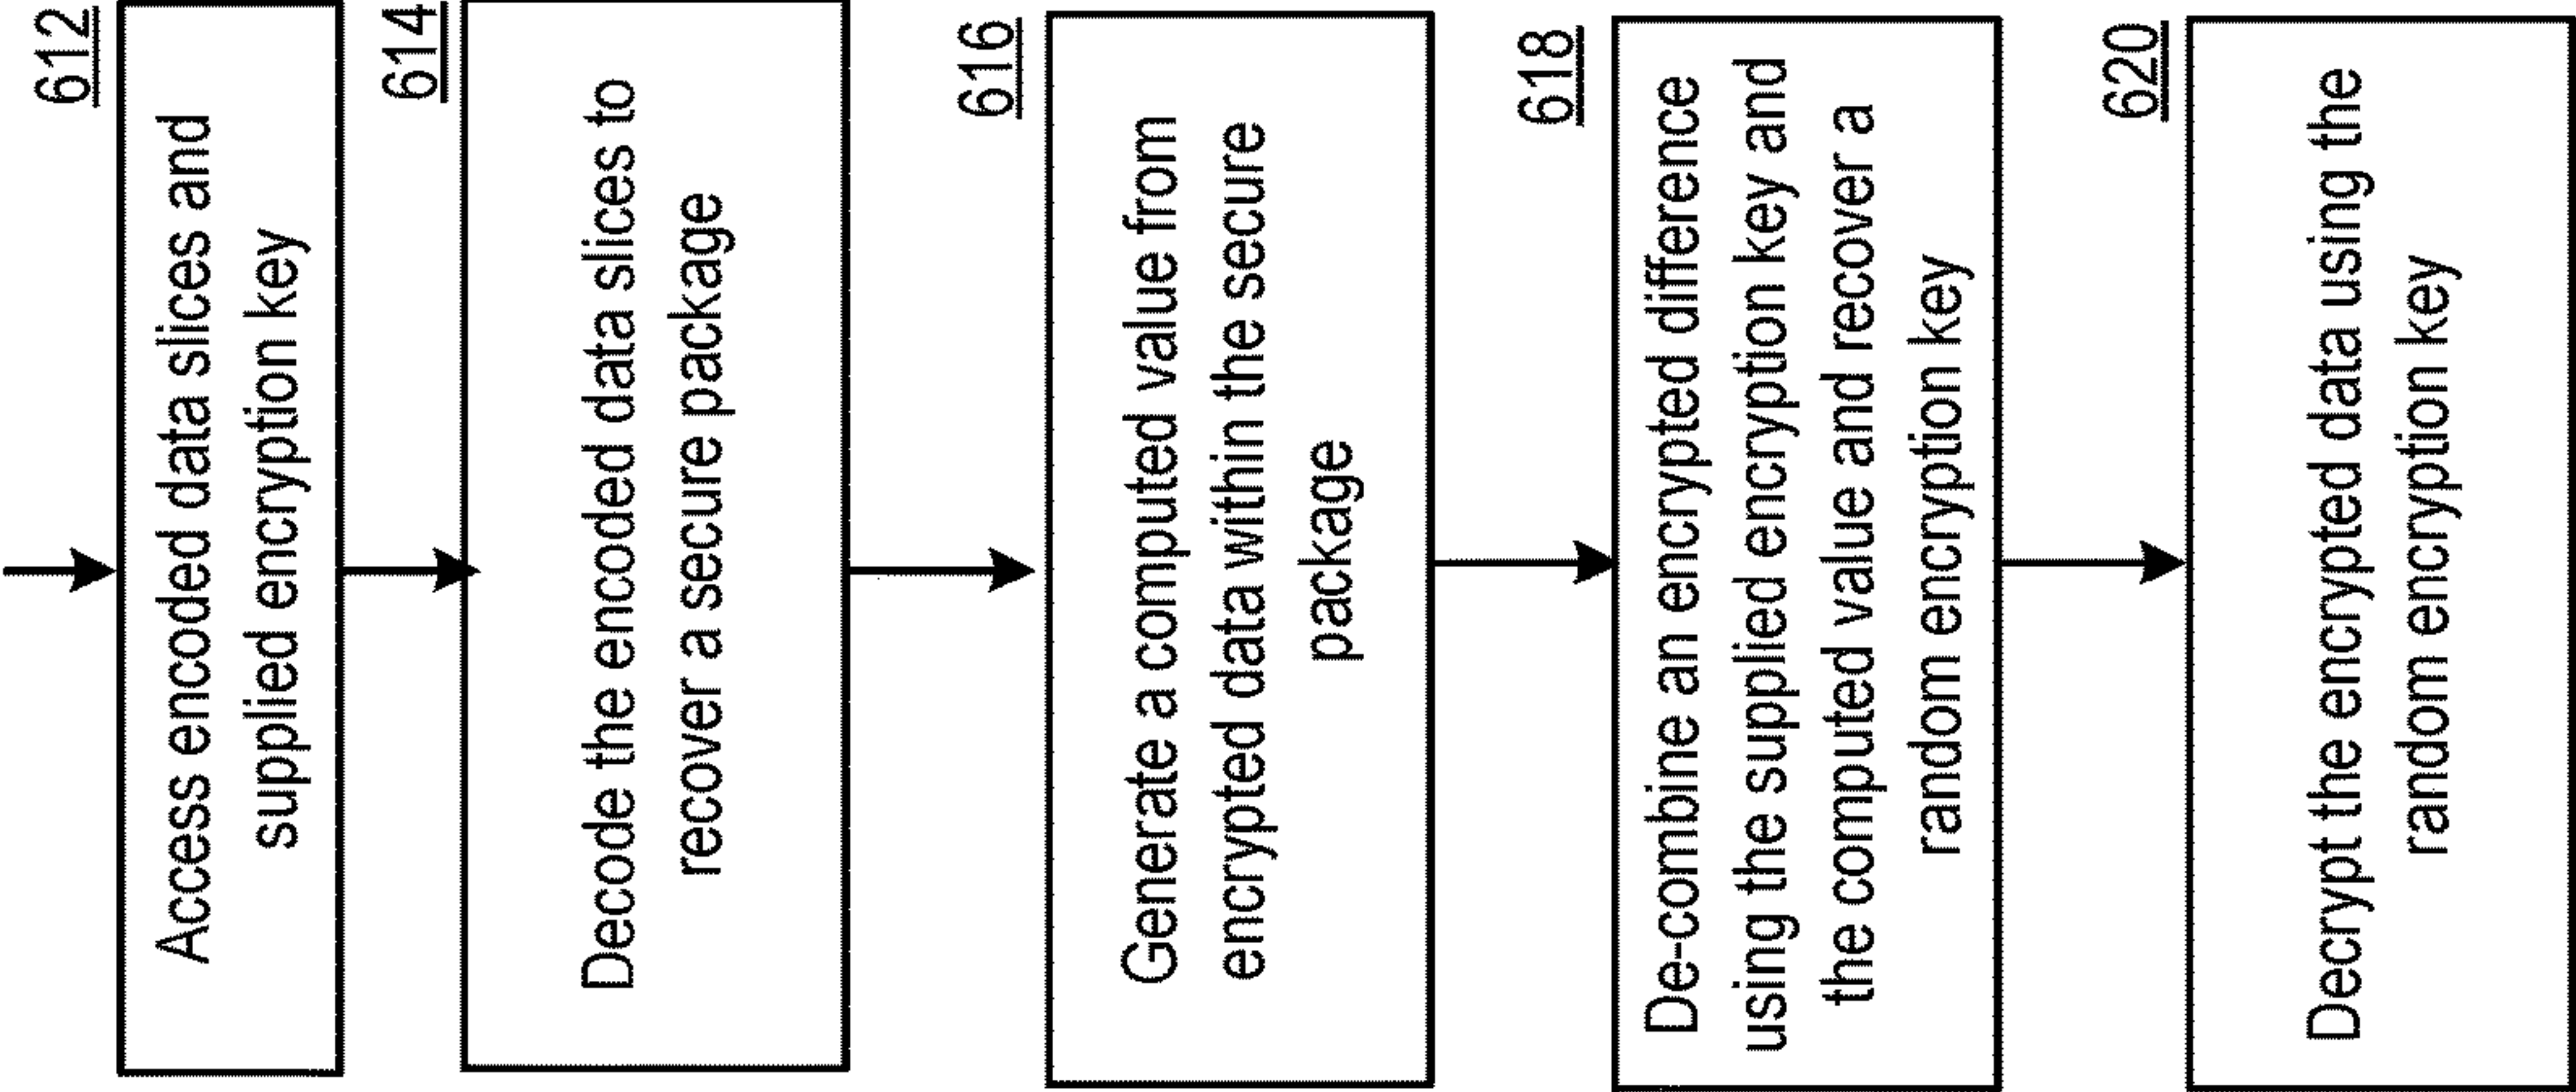 612
Access encoded data slices and
supplied encryption key
614
Decode the encoded data slices to
recover a secure package
616
Generate a computed value from
encrypted data within the secure
package
618
De-combine an encrypted difference
using the supplied encryption key and
the computed value and recover a
random encryption key
620
Decrypt the encrypted data using the
random encryption key